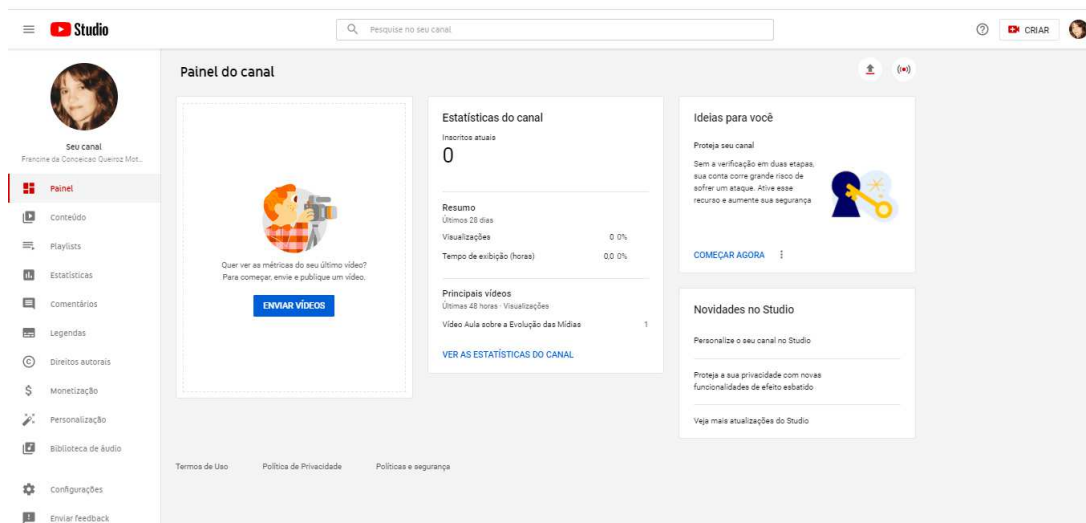 Studio
Pesquise no seu canal
CRIAR
Seu canal
Francine da Conceicao Queiroz Mot...
Painel
Conteúdo
Playlists
Estatísticas
Comentários
Legendas
Direitos autorais
Monetização
Personalização
Biblioteca de áudio
Configurações
Enviar feedback
Painel do canal
Quer ver as métricas do seu último vídeo?
Para começar, envie e publique um vídeo.
ENVIAR VÍDEOS
Estatísticas do canal
Inscritos atuais
0
Resumo
Últimos 28 dias
Visualizações 0 0%
Tempo de exibição (horas) 0,0 0%
Principais vídeos
Últimas 48 horas · Visualizações
Vídeo Aula sobre a Evolução das Mídias 1
VER AS ESTATÍSTICAS DO CANAL
Ideias para você
Proteja seu canal
Sem a verificação em duas etapas,
sua conta corre grande risco de
sofrer um ataque. Ative esse
recurso e aumente sua segurança
COMEÇAR AGORA
Novidades no Studio
Personalize o seu canal no Studio
Proteja a sua privacidade com novas
funcionalidades de efeito esbatido
Veja mais atualizações do Studio
Termos de Uso
Política de Privacidade
Políticas e segurança